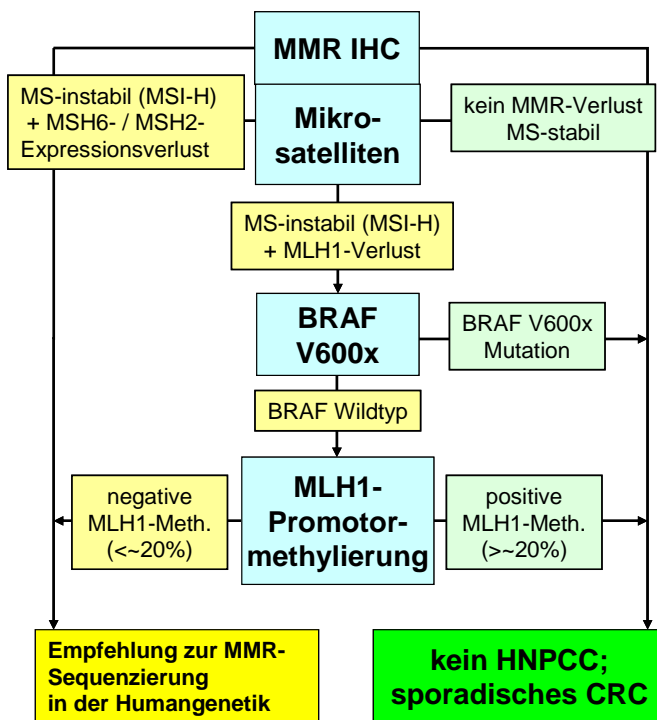 MMR IHC
MS-instabil (MSI-H)
+ MSH6- / MSH2-
Expressionsverlust
Mikro-
satelliten
kein MMR-Verlust
MS-stabil
MS-instabil (MSI-H)
+ MLH1-Verlust
BRAF
V600x
BRAF V600x
Mutation
BRAF Wildtyp
negative
MLH1-Meth.
(<~20%)
MLH1-
Promotor-
methylierung
positive
MLH1-Meth.
(>~20%)
Empfehlung zur MMR-
Sequenzierung
in der Humangenetik
kein HNPCC;
sporadisches CRC